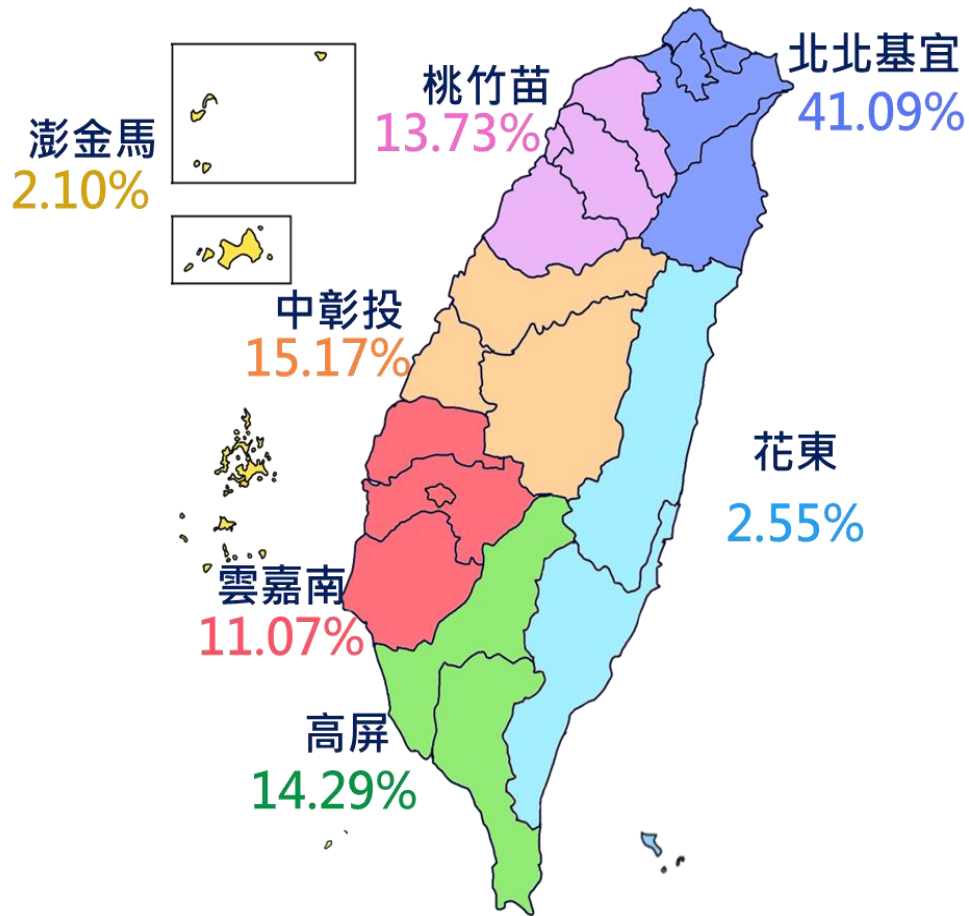 北北基宜
41.09%
桃竹苗
13.73%
澎金馬
2.10%
中彰投
15.17%
花東
2.55%
雲嘉南
11.07%
高屏
14.29%